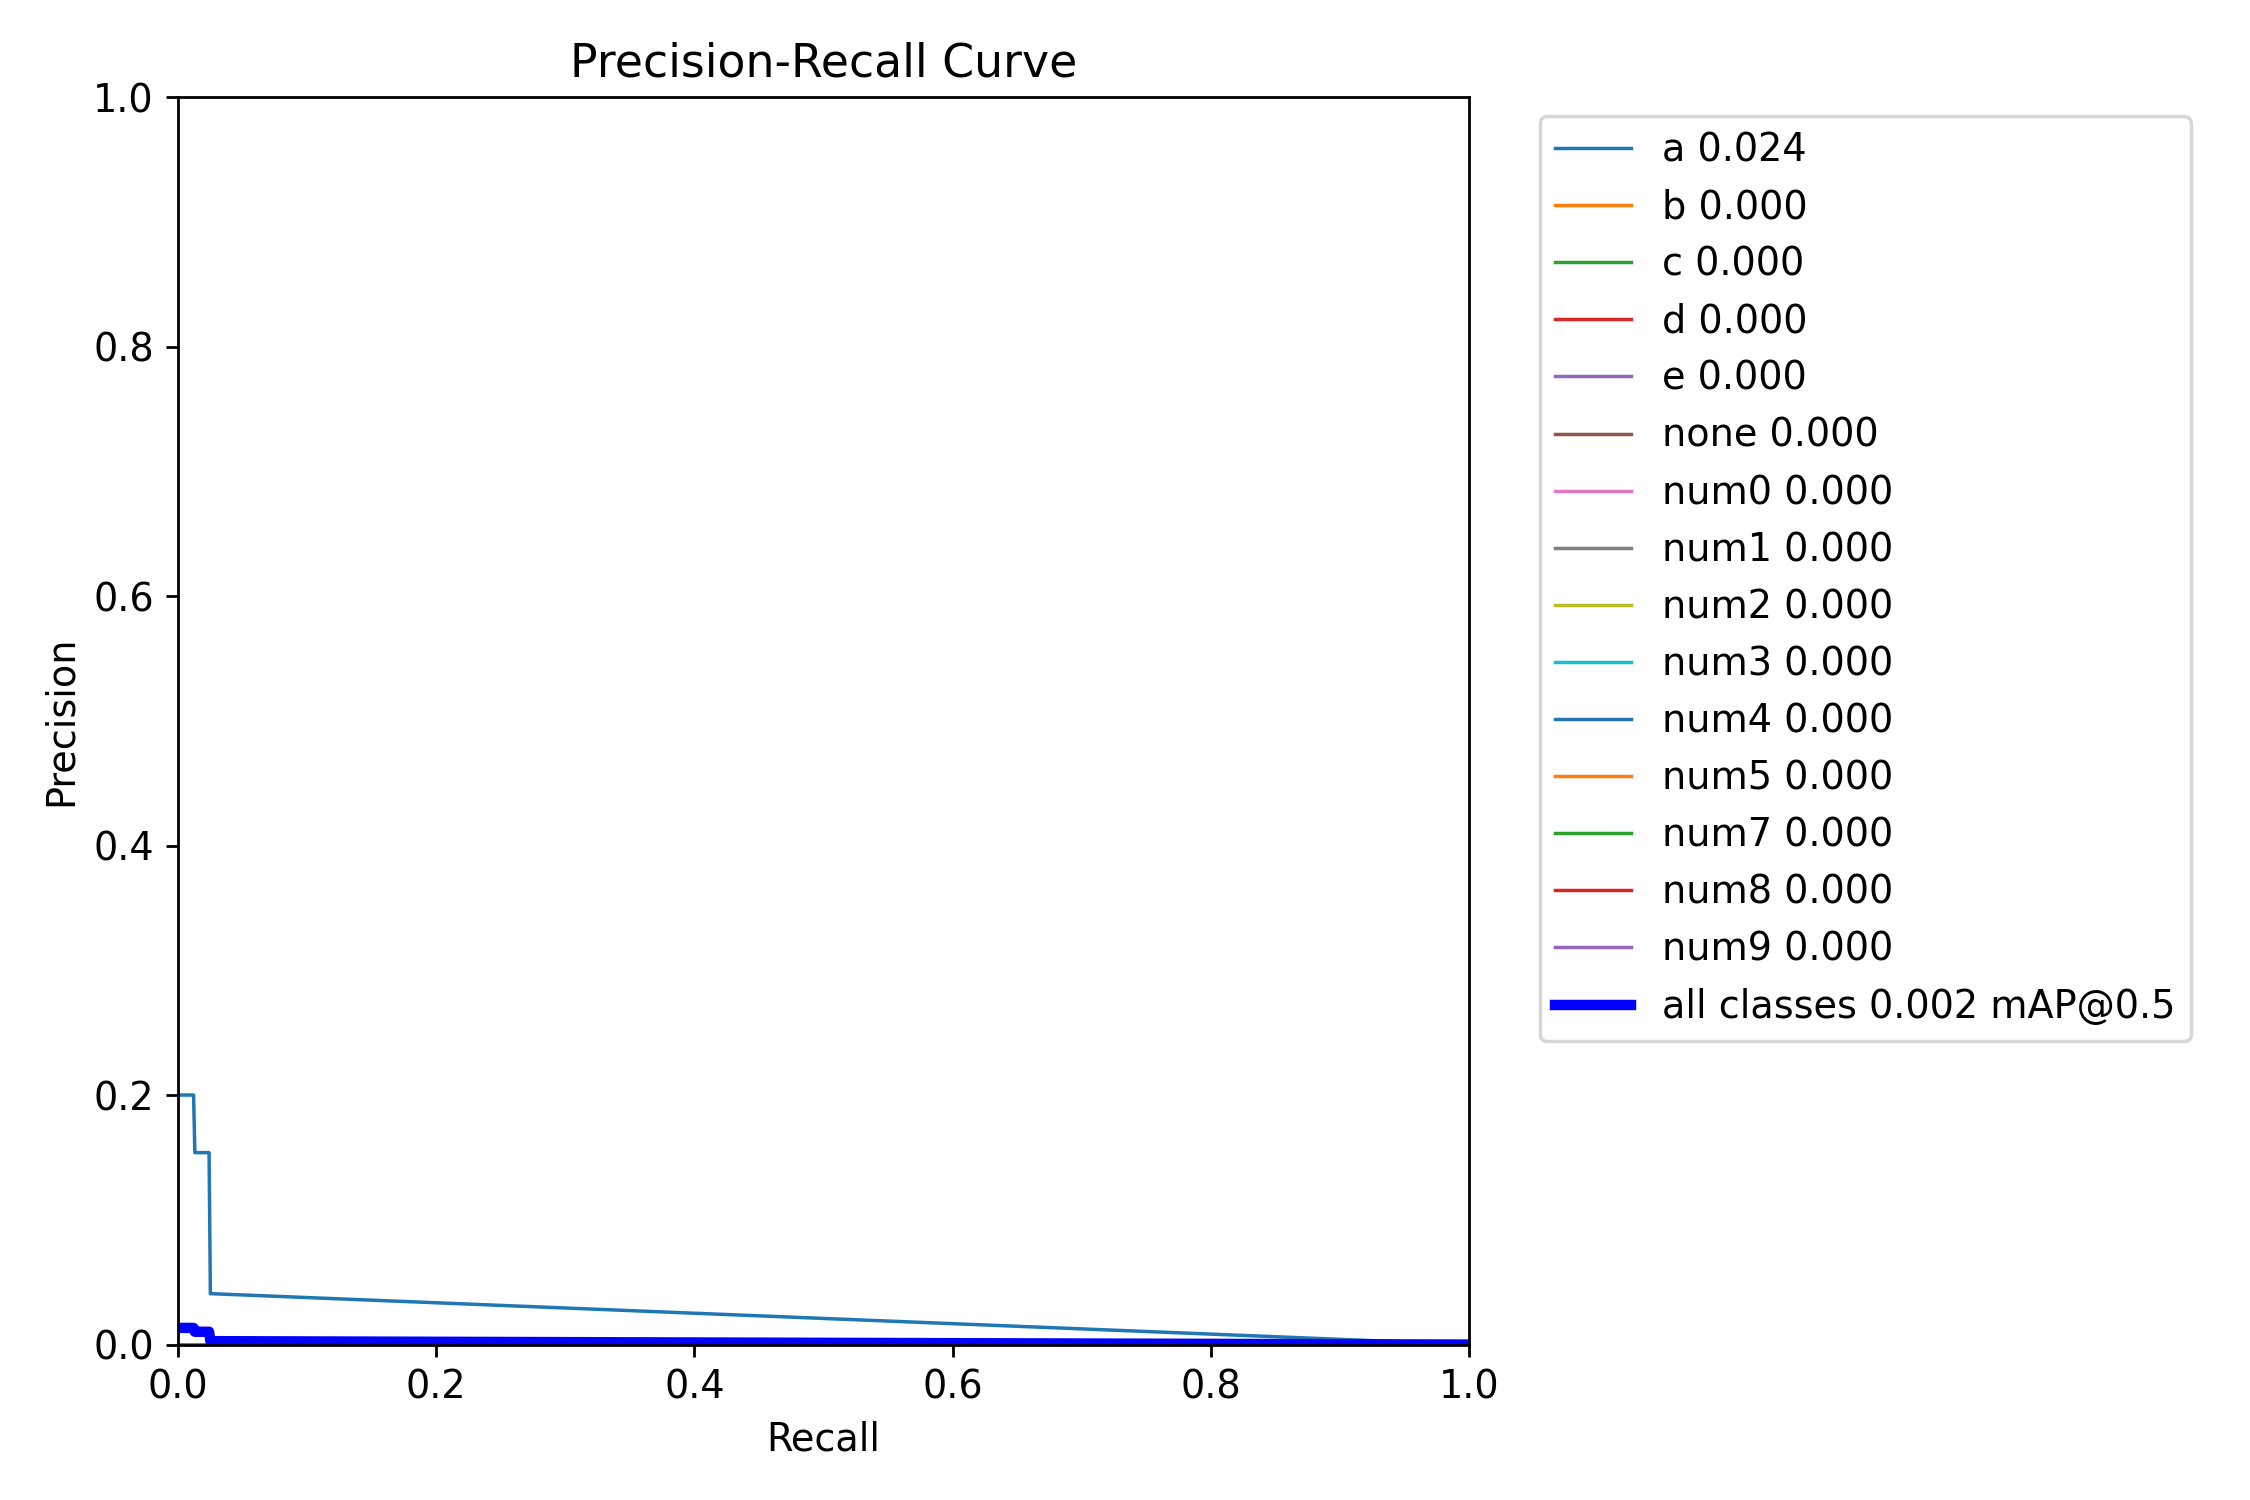 Precision-Recall Curve
1.0
0.8
0.6
0.4
0.2
0.0
Precision
0.0 0.2 0.4 0.6 0.8 1.0
Recall
a 0.024
b 0.000
c 0.000
d 0.000
e 0.000
none 0.000
num0 0.000
num1 0.000
num2 0.000
num3 0.000
num4 0.000
num5 0.000
num7 0.000
num8 0.000
num9 0.000
all classes 0.002 mAP@0.5